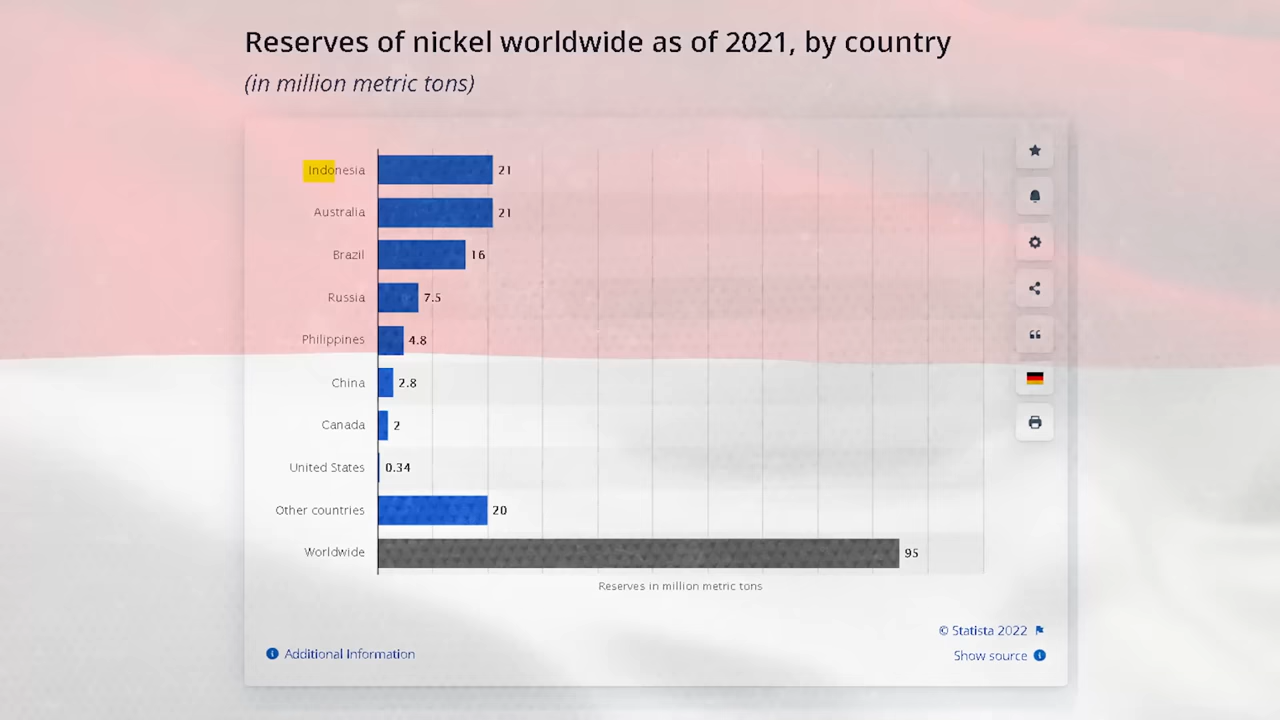 Reserves of nickel worldwide as of 2021, by country
(in million metric tons)
Indonesia 21
Australia 21
Brazil 16
Russia 7.5
Philippines 4.8
China 2.8
Canada 2
United States 0.34
Other countries 20
Worldwide 95
Reserves in million metric tons
© Statista 2022
Additional Information
Show source